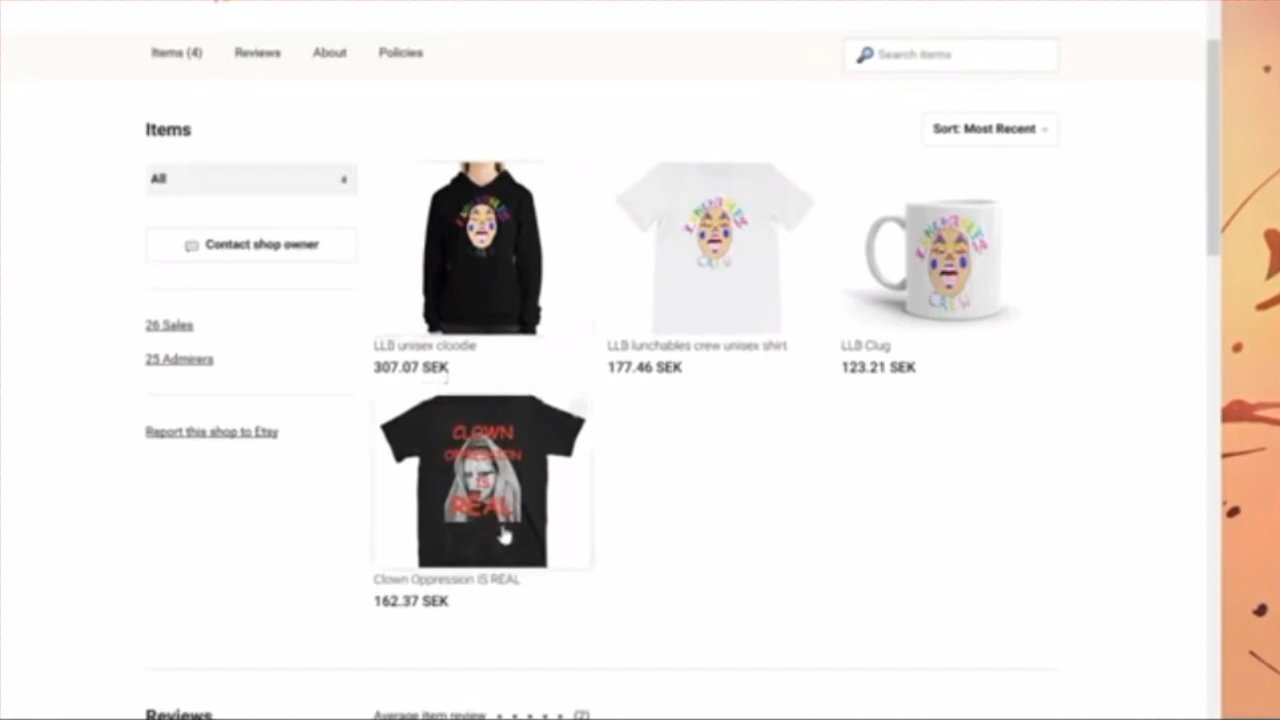 Items (4) Reviews About Policies Search items
Items
Sort: Most Recent
All 4
Contact shop owner
26 Sales
25 Admirers
Report this shop to Etsy
LLB unisex cloodie
307.07 SEK
LLB lunchables crew unisex shirt
177.46 SEK
LLB Clug
123.21 SEK
CLOWN
OPPRESSION
IS
REAL
Clown Oppression IS REAL
162.37 SEK
Reviews
Average item review (2)